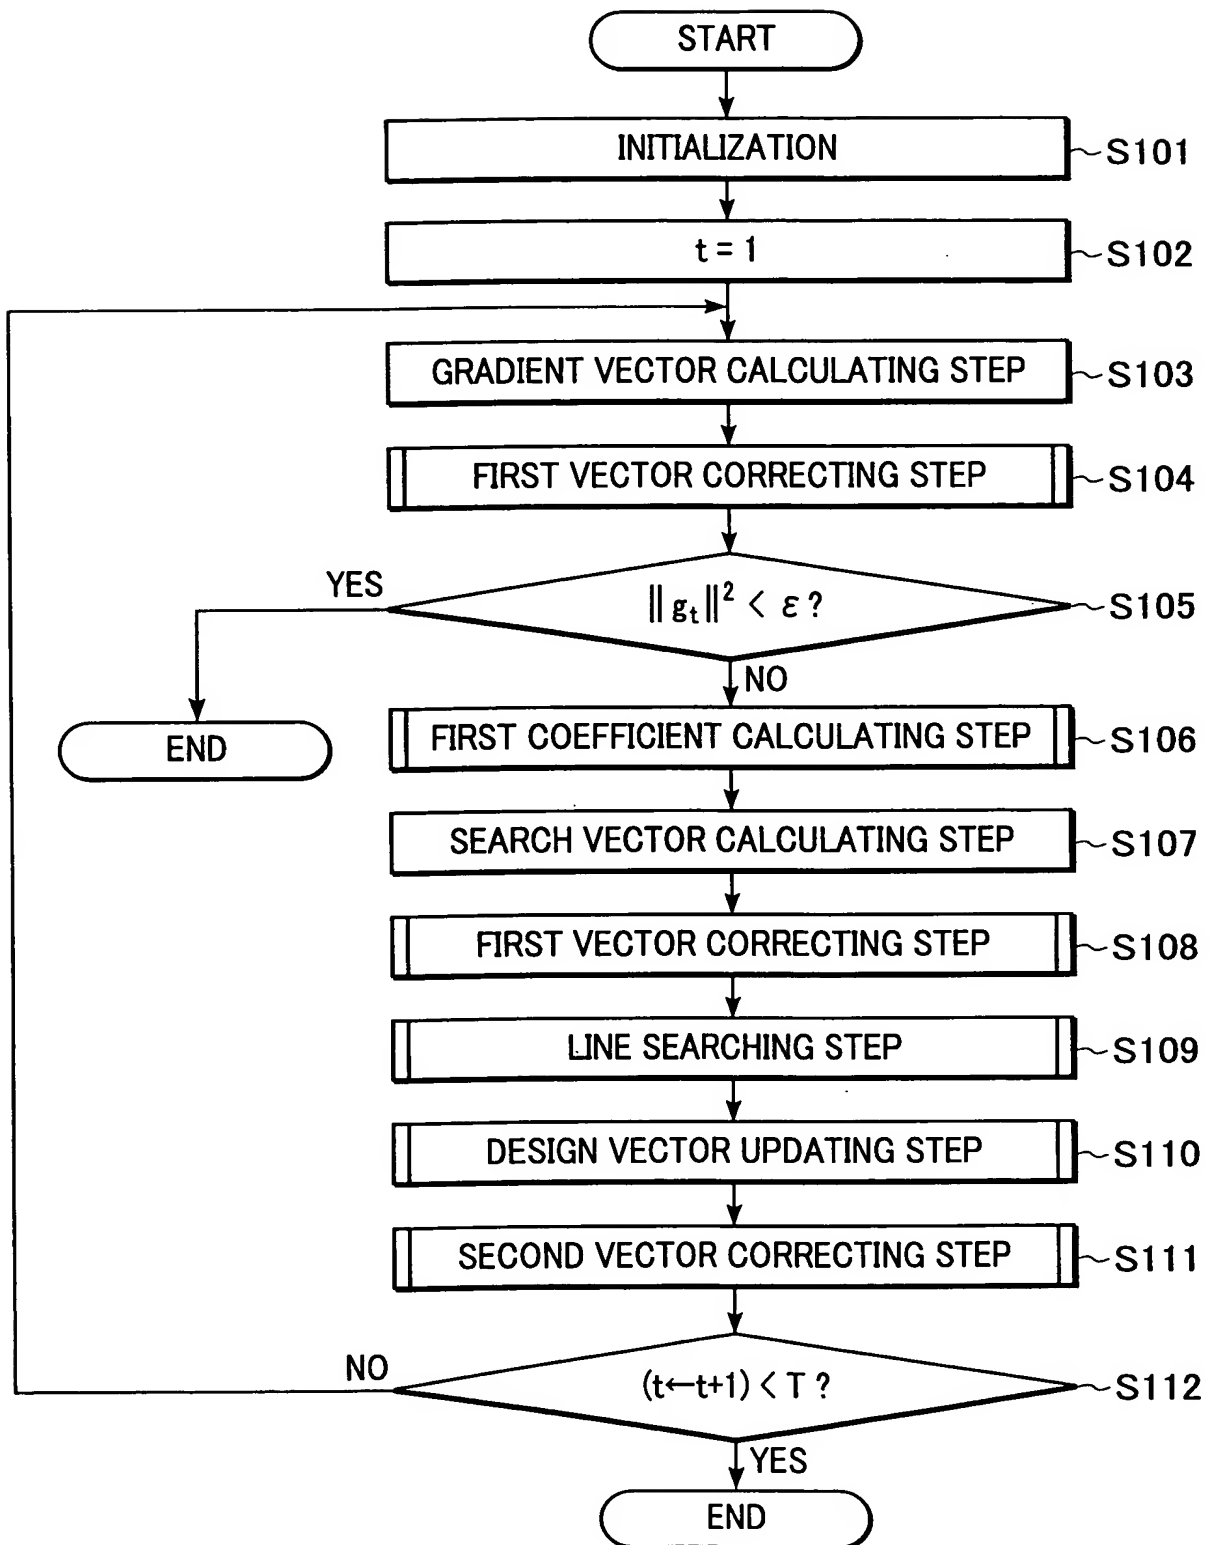 START
INITIALIZATION
S101
t = 1
S102
GRADIENT VECTOR CALCULATING STEP
S103
FIRST VECTOR CORRECTING STEP
S104
YES
‖ gₜ ‖² < ε ?
S105
NO
END
FIRST COEFFICIENT CALCULATING STEP
S106
SEARCH VECTOR CALCULATING STEP
S107
FIRST VECTOR CORRECTING STEP
S108
LINE SEARCHING STEP
S109
DESIGN VECTOR UPDATING STEP
S110
SECOND VECTOR CORRECTING STEP
S111
NO
(t←t+1) < T ?
S112
YES
END